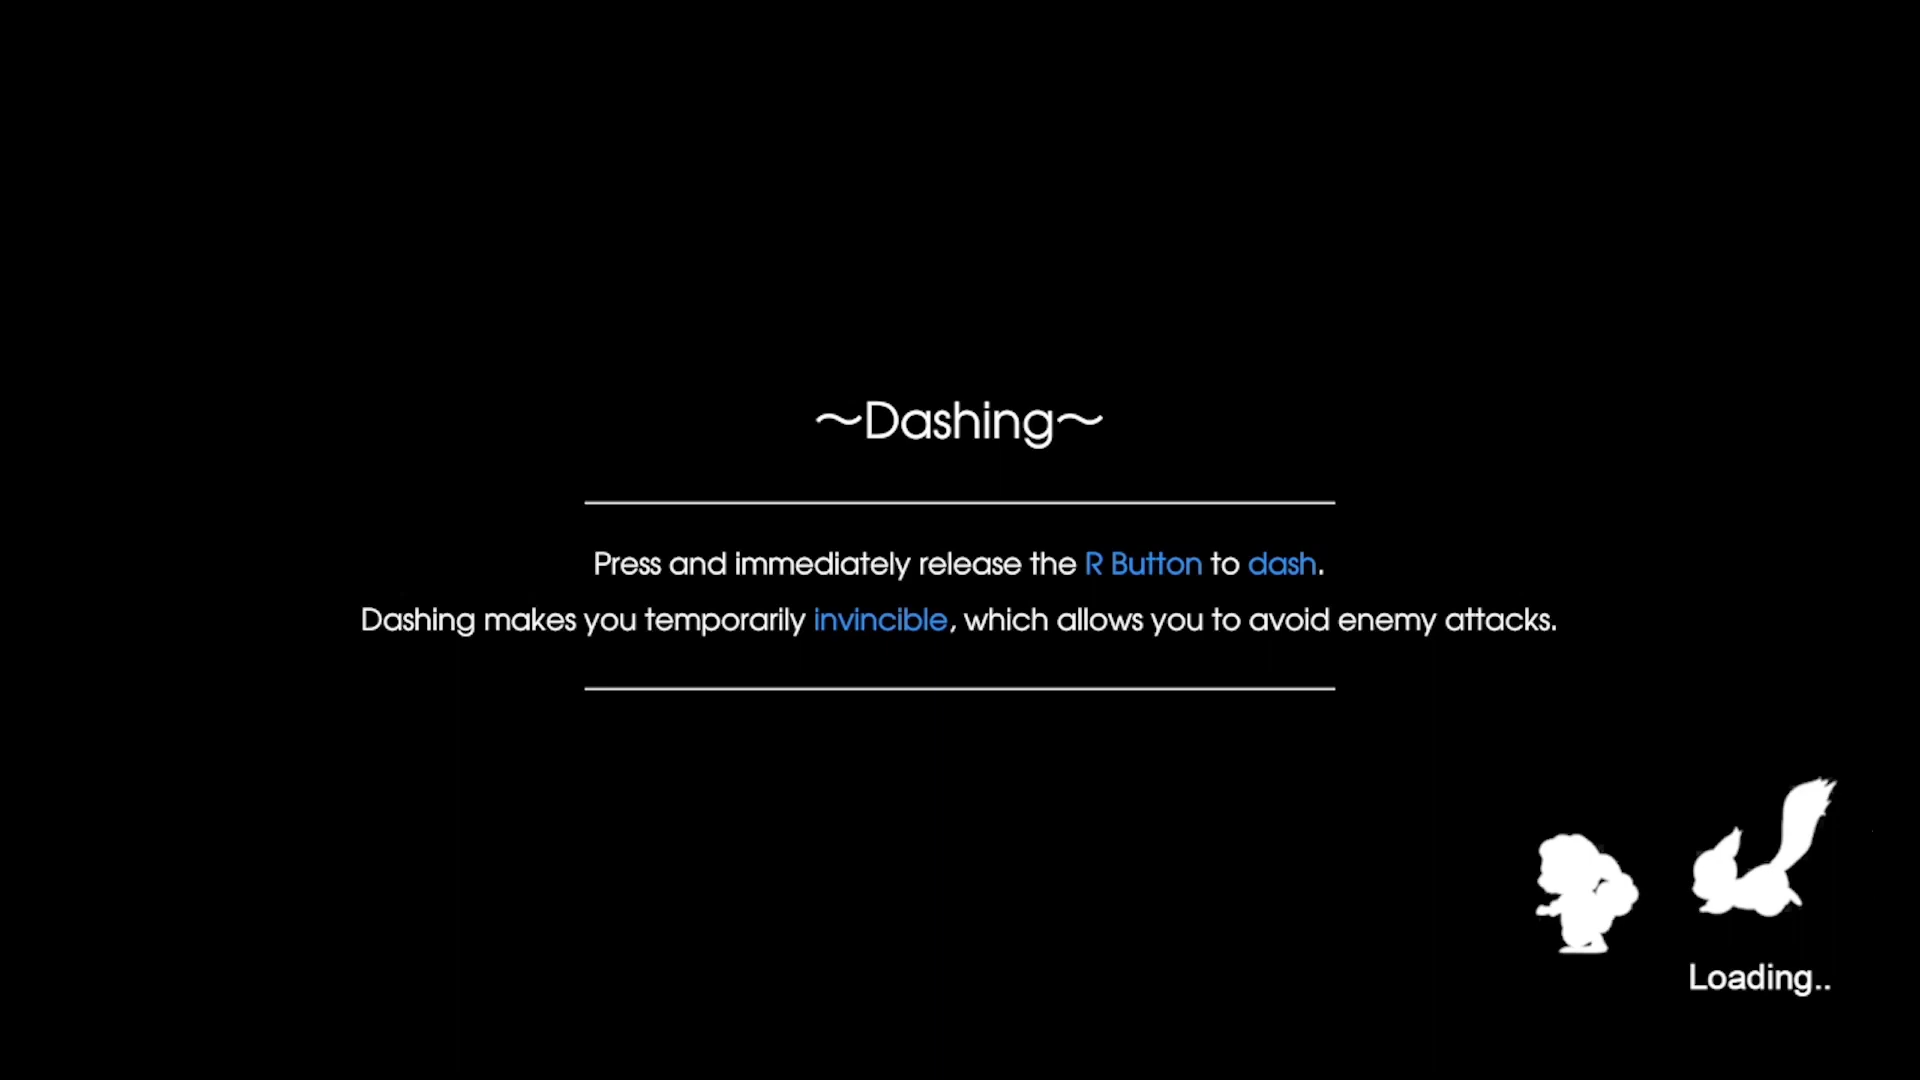 ～Dashing～
Press and immediately release the R Button to dash.
Dashing makes you temporarily invincible, which allows you to avoid enemy attacks.
Loading..